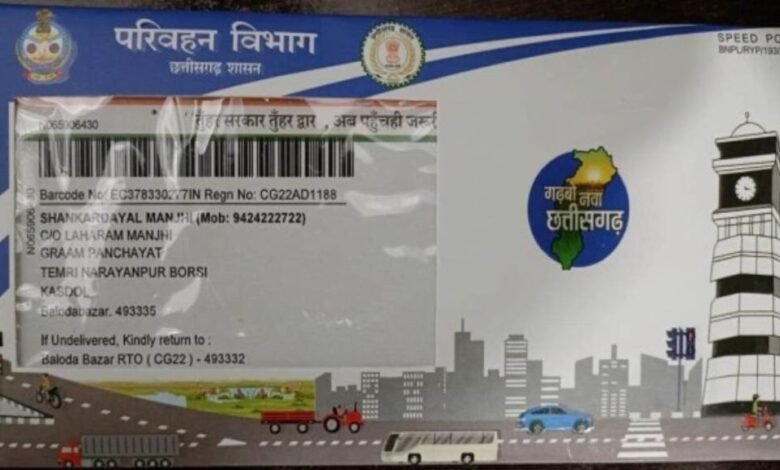 परिवहन विभाग
छत्तीसगढ़ शासन
SPEED PO
BNPURYP/193/
N065006430
"तुंहर सरकार तुँहर द्वार , अब पहुँचही जरूरी
Barcode No: EC378330277IN Regn No: CG22AD1188
SHANKARDAYAL MANJHI (Mob: 9424222722)
C/O LAHARAM MANJHI
GRAAM PANCHAYAT
TEMRI NARAYANPUR BORSI
KASDOL
Balodabazar. 493335
If Undelivered, Kindly return to :
Baloda Bazar RTO ( CG22 ) - 493332
गढ़बो नवा
छत्तीसगढ़